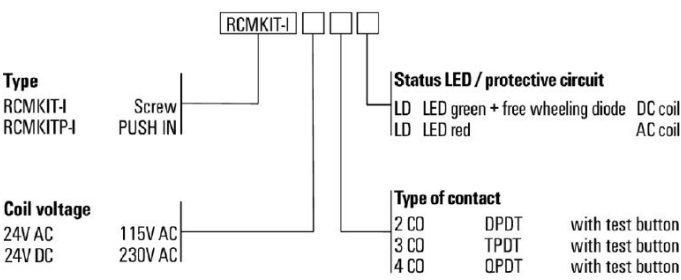 RCMKIT-I
Type
RCMKIT-I Screw
RCMKITP-I PUSH IN
Status LED / protective circuit
LD LED green + free wheeling diode DC coil
LD LED red AC coil
Coil voltage
24V AC 115V AC
24V DC 230V AC
Type of contact
2 CO DPDT with test button
3 CO TPDT with test button
4 CO QPDT with test button